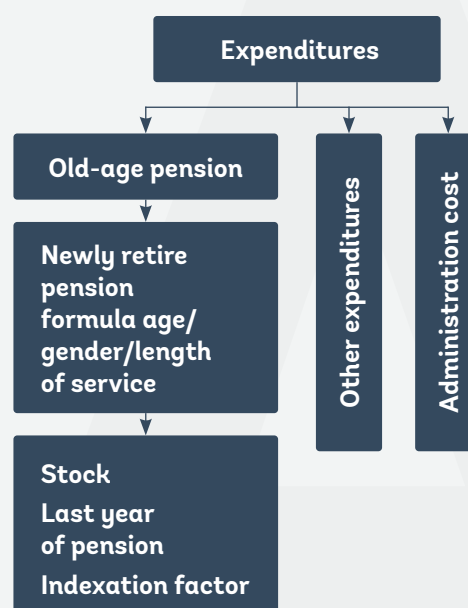 Expenditures
Old-age pension
Newly retire
pension
formula age/
gender/length
of service
Stock
Last year
of pension
Indexation factor
Other expenditures
Administration cost